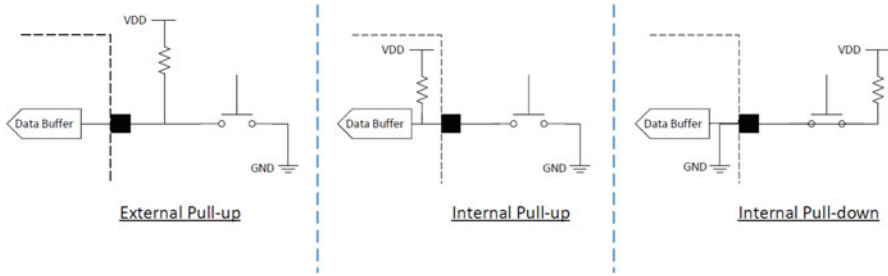 VDD
Data Buffer
GND
External Pull-up
VDD
Data Buffer
GND
Internal Pull-up
VDD
Data Buffer
GND
Internal Pull-down